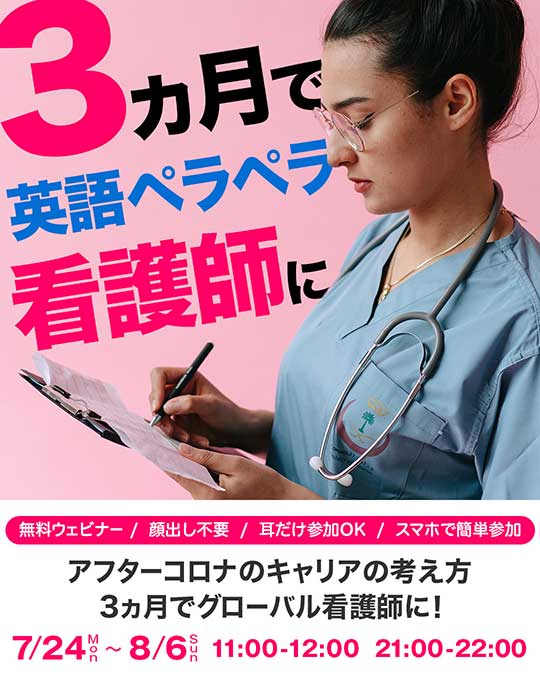 3ヵ月で
英語ペラペラ
看護師に
無料ウェビナー / 顔出し不要 / 耳だけ参加OK / スマホで簡単参加
アフターコロナのキャリアの考え方
3ヵ月でグローバル看護師に!
7/24 Mon ~ 8/6 Sun 11:00-12:00 21:00-22:00